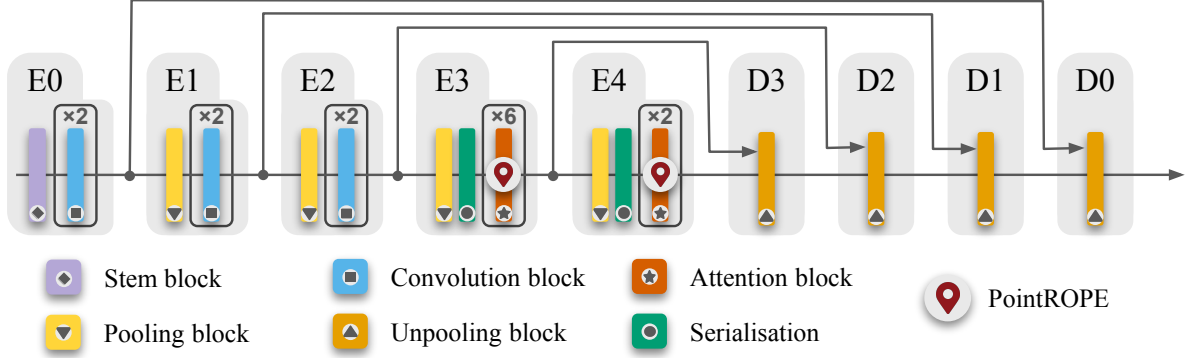 E0 E1 E2 E3 E4 D3 D2 D1 D0
×2 ×2 ×2 ×6 ×2
Stem block Convolution block Attention block PointROPE
Pooling block Unpooling block Serialisation